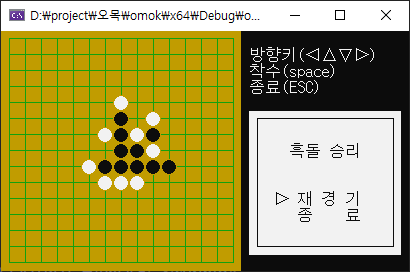 D:\project\오목\omok\x64\Debug\o...
방향키(◁△▽▷)
착수(space)
종료(ESC)
흑돌 승리
▷ 재 경 기
종 료